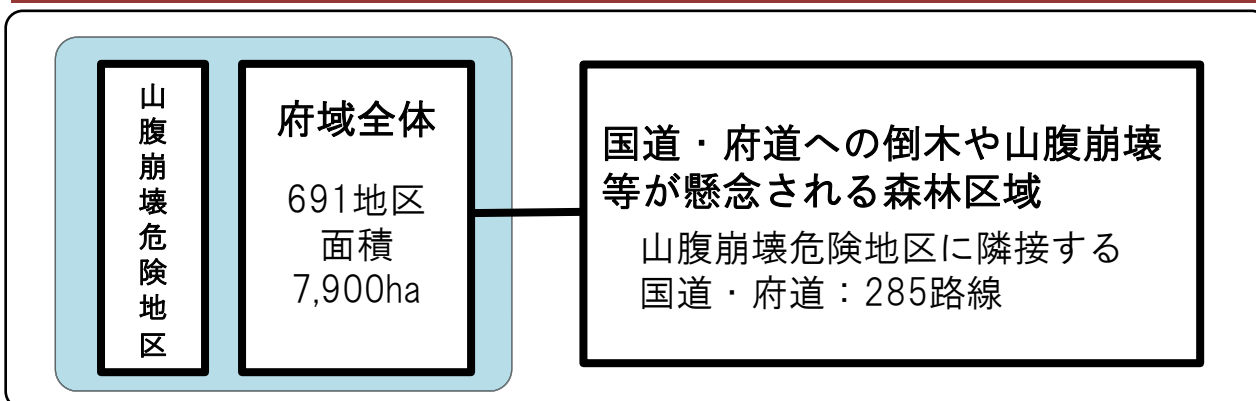 山腹崩壊危険地区
府域全体
691地区
面積
7,900ha
国道・府道への倒木や山腹崩壊
等が懸念される森林区域
山腹崩壊危険地区に隣接する
国道・府道：285路線